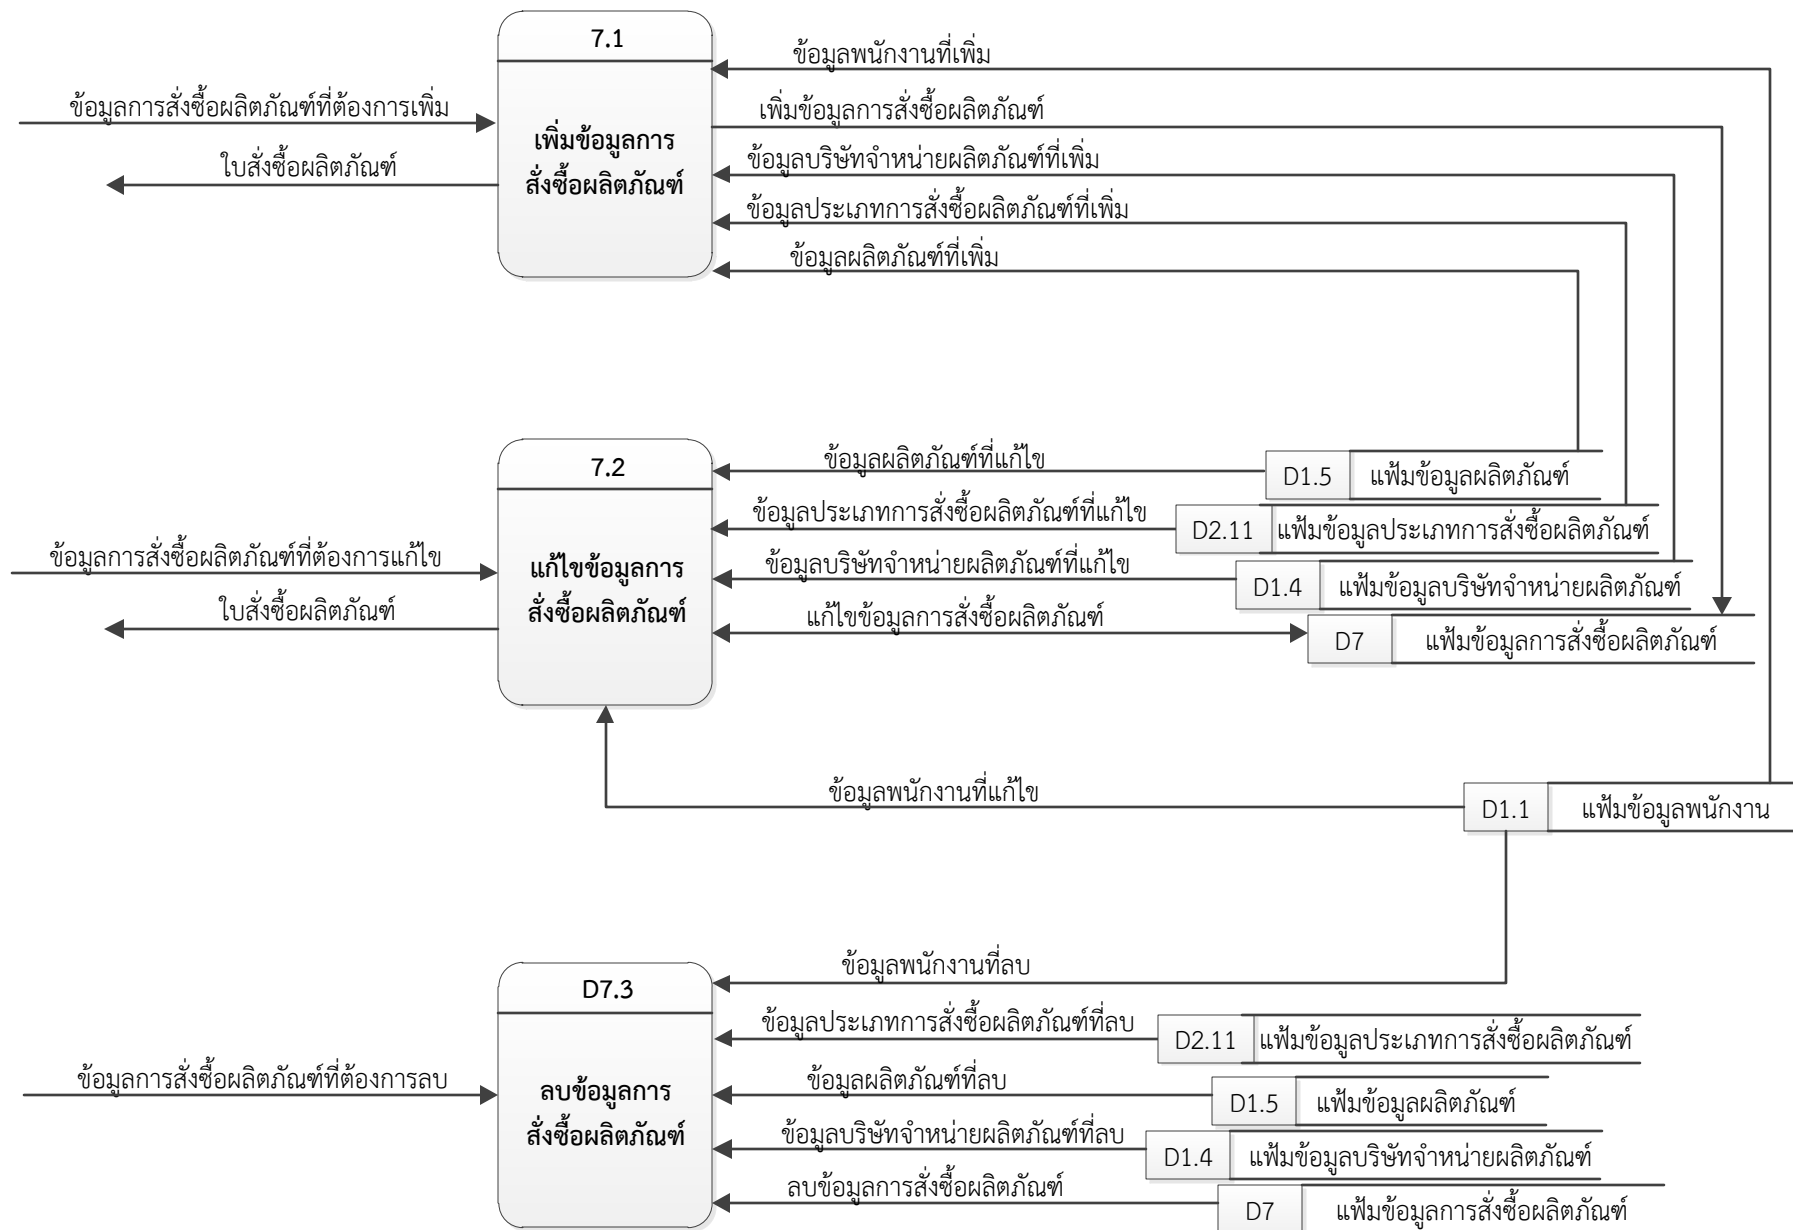 7.1
ข้อมูลพนักงานที่เพิ่ม
ข้อมูลการสั่งซื้อผลิตภัณฑ์ที่ต้องการเพิ่ม
เพิ่มข้อมูลการสั่งซื้อผลิตภัณฑ์
เพิ่มข้อมูลการ
สั่งซื้อผลิตภัณฑ์
ใบสั่งซื้อผลิตภัณฑ์
ข้อมูลบริษัทจำหน่ายผลิตภัณฑ์ที่เพิ่ม
ข้อมูลประเภทการสั่งซื้อผลิตภัณฑ์ที่เพิ่ม
ข้อมูลผลิตภัณฑ์ที่เพิ่ม
7.2
ข้อมูลผลิตภัณฑ์ที่แก้ไข
D1.5 แฟ้มข้อมูลผลิตภัณฑ์
ข้อมูลประเภทการสั่งซื้อผลิตภัณฑ์ที่แก้ไข
D2.11 แฟ้มข้อมูลประเภทการสั่งซื้อผลิตภัณฑ์
ข้อมูลการสั่งซื้อผลิตภัณฑ์ที่ต้องการแก้ไข
แก้ไขข้อมูลการ
สั่งซื้อผลิตภัณฑ์
ข้อมูลบริษัทจำหน่ายผลิตภัณฑ์ที่แก้ไข
D1.4 แฟ้มข้อมูลบริษัทจำหน่ายผลิตภัณฑ์
ใบสั่งซื้อผลิตภัณฑ์
แก้ไขข้อมูลการสั่งซื้อผลิตภัณฑ์
D7 แฟ้มข้อมูลการสั่งซื้อผลิตภัณฑ์
ข้อมูลพนักงานที่แก้ไข
D1.1 แฟ้มข้อมูลพนักงาน
D7.3
ข้อมูลพนักงานที่ลบ
ข้อมูลประเภทการสั่งซื้อผลิตภัณฑ์ที่ลบ
D2.11 แฟ้มข้อมูลประเภทการสั่งซื้อผลิตภัณฑ์
ข้อมูลการสั่งซื้อผลิตภัณฑ์ที่ต้องการลบ
ลบข้อมูลการ
สั่งซื้อผลิตภัณฑ์
ข้อมูลผลิตภัณฑ์ที่ลบ
D1.5 แฟ้มข้อมูลผลิตภัณฑ์
ข้อมูลบริษัทจำหน่ายผลิตภัณฑ์ที่ลบ
D1.4 แฟ้มข้อมูลบริษัทจำหน่ายผลิตภัณฑ์
ลบข้อมูลการสั่งซื้อผลิตภัณฑ์
D7 แฟ้มข้อมูลการสั่งซื้อผลิตภัณฑ์